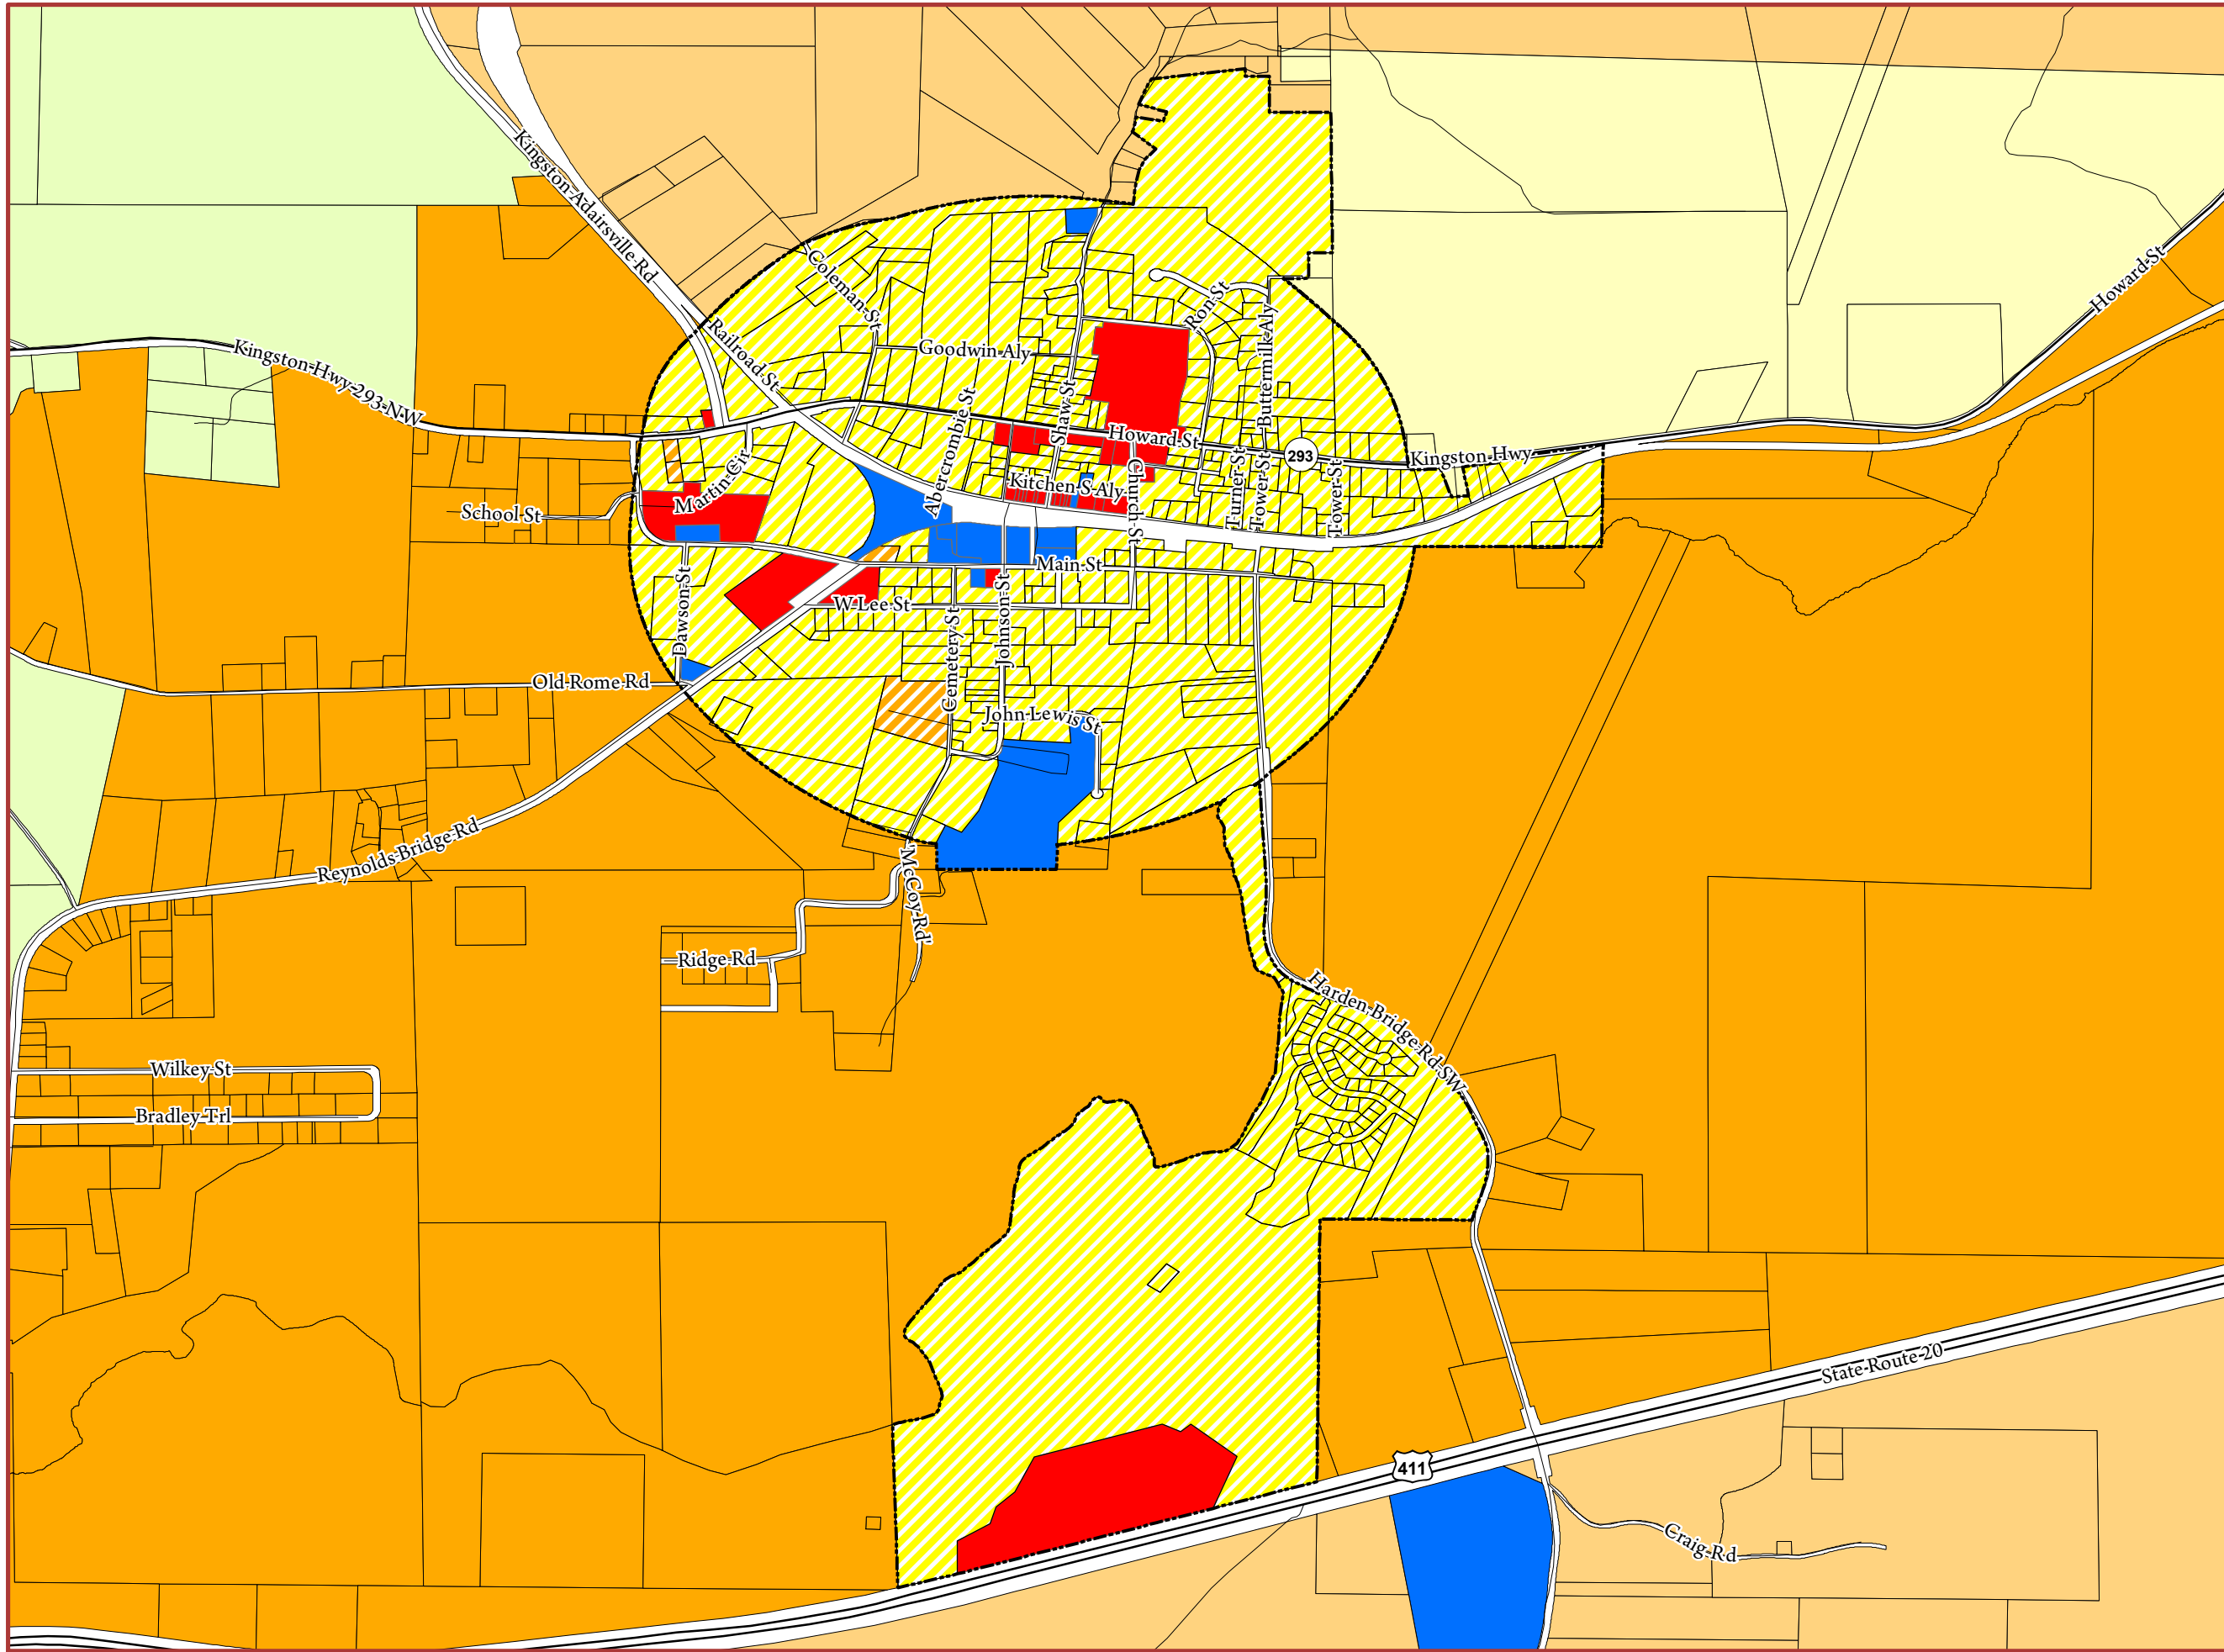 Kingston-Adairsville Rd
Howard St
Coleman St
Ron St
Railroad St
Buttermilk Aly
Kingston Hwy 293 NW
Goodwin Aly
Abercrombie St
Shaw St
Howard St
293
Kingston Hwy
Martin Cir
Kitchen S Aly
Church St
Turner St
Tower St
Tower St
School St
Main St
Dawson St
W Lee St
Cemetery St
Johnson St
Old Rome Rd
John Lewis St
Reynolds Bridge Rd
'McCoy Rd'
Ridge Rd
Harden Bridge Rd SW
Wilkey St
Bradley Trl
State Route 20
411
Craig Rd